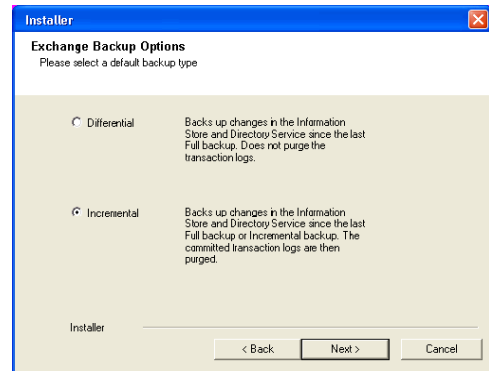 Installer
Exchange Backup Options
Please select a default backup type
Differential
Backs up changes in the Information
Store and Directory Service since the last
Full backup. Does not purge the
transaction logs.
Incremental
Backs up changes in the Information
Store and Directory Service since the last
Full backup or Incremental backup. The
committed transaction logs are then
purged.
Installer
< Back
Next >
Cancel